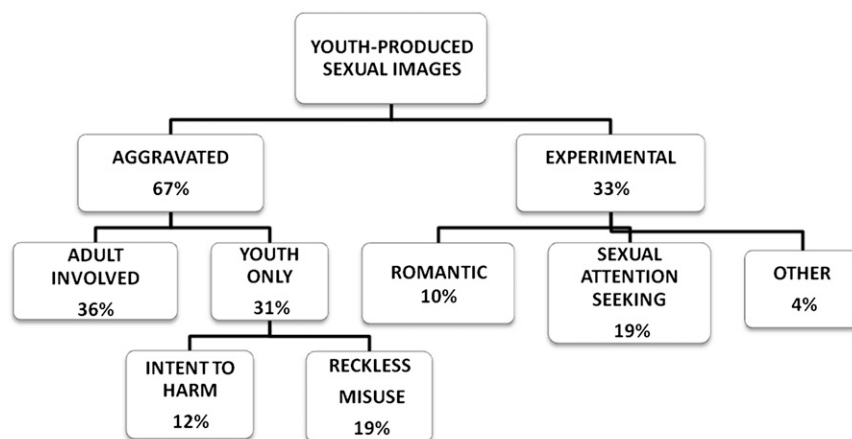 YOUTH-PRODUCED
SEXUAL IMAGES
AGGRAVATED
67%
EXPERIMENTAL
33%
ADULT
INVOLVED
36%
YOUTH
ONLY
31%
ROMANTIC
10%
SEXUAL
ATTENTION
SEEKING
19%
OTHER
4%
INTENT TO
HARM
12%
RECKLESS
MISUSE
19%